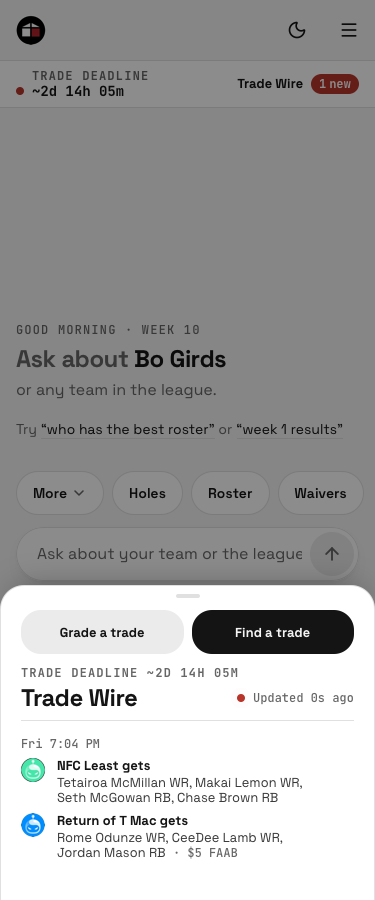 TRADE DEADLINE
~2d 14h 05m
Trade Wire 1 new
GOOD MORNING · WEEK 10
Ask about Bo Girds
or any team in the league.
Try “who has the best roster” or “week 1 results”
More Holes Roster Waivers
Ask about your team or the league
Grade a trade Find a trade
TRADE DEADLINE ~2D 14H 05M
Trade Wire
Updated 0s ago
Fri 7:04 PM
NFC Least gets
Tetairoa McMillan WR, Makai Lemon WR,
Seth McGowan RB, Chase Brown RB
Return of T Mac gets
Rome Odunze WR, CeeDee Lamb WR,
Jordan Mason RB · $5 FAAB